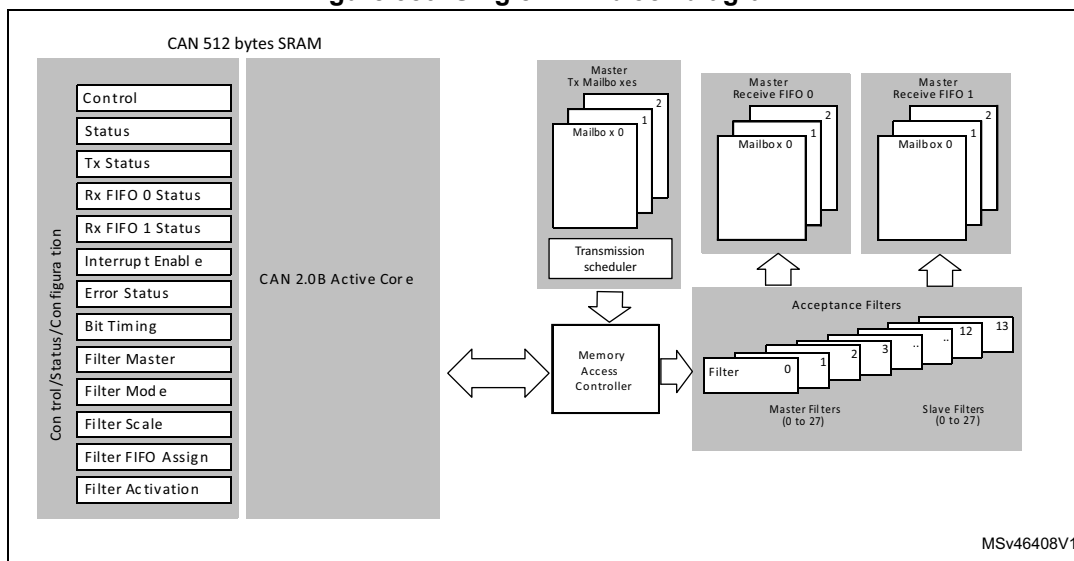 CAN 512 bytes SRAM
Control/Status/Configuration
Control
Status
Tx Status
Rx FIFO 0 Status
Rx FIFO 1 Status
Interrupt Enable
Error Status
Bit Timing
Filter Master
Filter Mode
Filter Scale
Filter FIFO Assign
Filter Activation
CAN 2.0B Active Core
Master
Tx Mailboxes
2
1
Mailbox 0
Transmission
scheduler
Memory
Access
Controller
Master
Receive FIFO 0
2
1
Mailbox 0
Master
Receive FIFO 1
2
1
Mailbox 0
Acceptance Filters
Filter 0 1 2 3 .. .. 12 13
Master Filters
(0 to 27)
Slave Filters
(0 to 27)
MSv46408V1